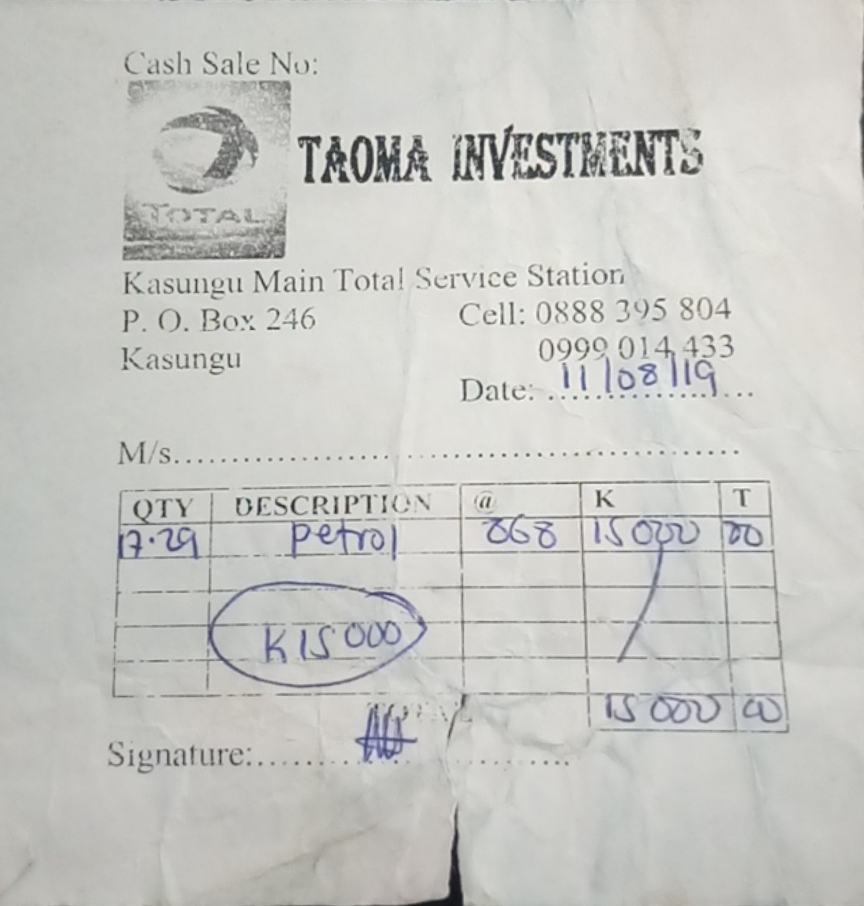 Cash Sale No:
TOTAL
TAOMA INVESTMENTS
Kasungu Main Total Service Station
P. O. Box 246 Cell: 0888 395 804
Kasungu 0999 014 433
Date: 11/08/19
M/s
QTY DESCRIPTION @ K T
17.29 petrol 868 15000 00
K15000
TOTAL 15000 00
Signature: